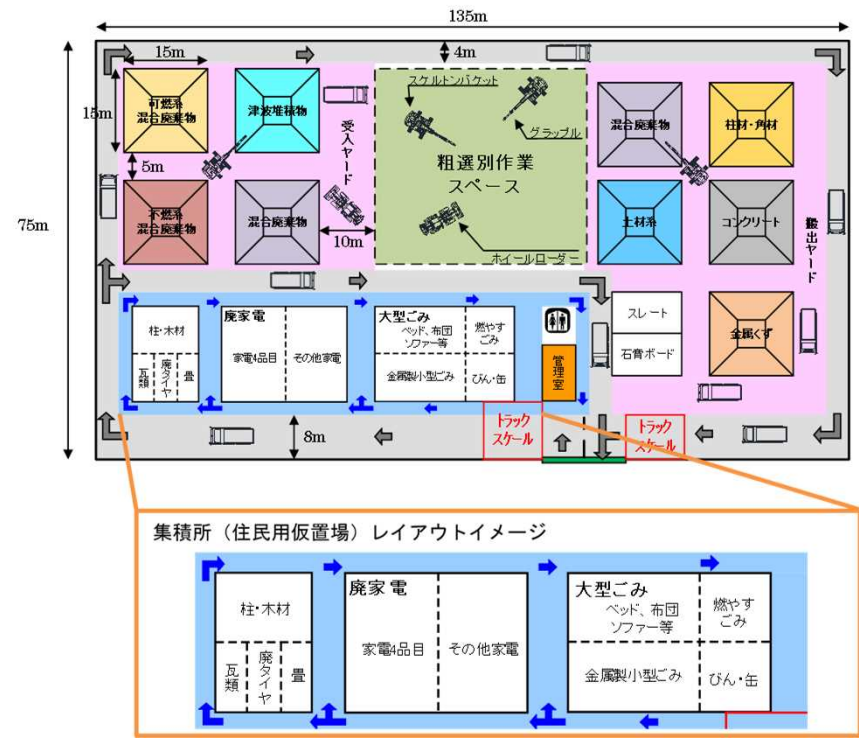 135m
15m
4m
75m
15m
5m
10m
8m
可燃系
混合廃棄物
津波堆積物
不燃系
混合廃棄物
混合廃棄物
受入ヤード
スケルトンバケット
グラップル
粗選別作業
スペース
ホイールローダー
混合廃棄物
柱材・角材
土材系
コンクリート
搬出ヤード
スレート
石膏ボード
金属くず
柱・木材
瓦類
廃タイヤ
畳
廃家電
家電4品目
その他家電
大型ごみ
ベッド、布団
ソファー等
燃やす
ごみ
金属製小型ごみ
びん・缶
管理室
トラック
スケール
トラック
スケール
集積所（住民用仮置場）レイアウトイメージ
柱・木材
瓦類
廃タイヤ
畳
廃家電
家電4品目
その他家電
大型ごみ
ベッド、布団
ソファー等
燃やす
ごみ
金属製小型ごみ
びん・缶